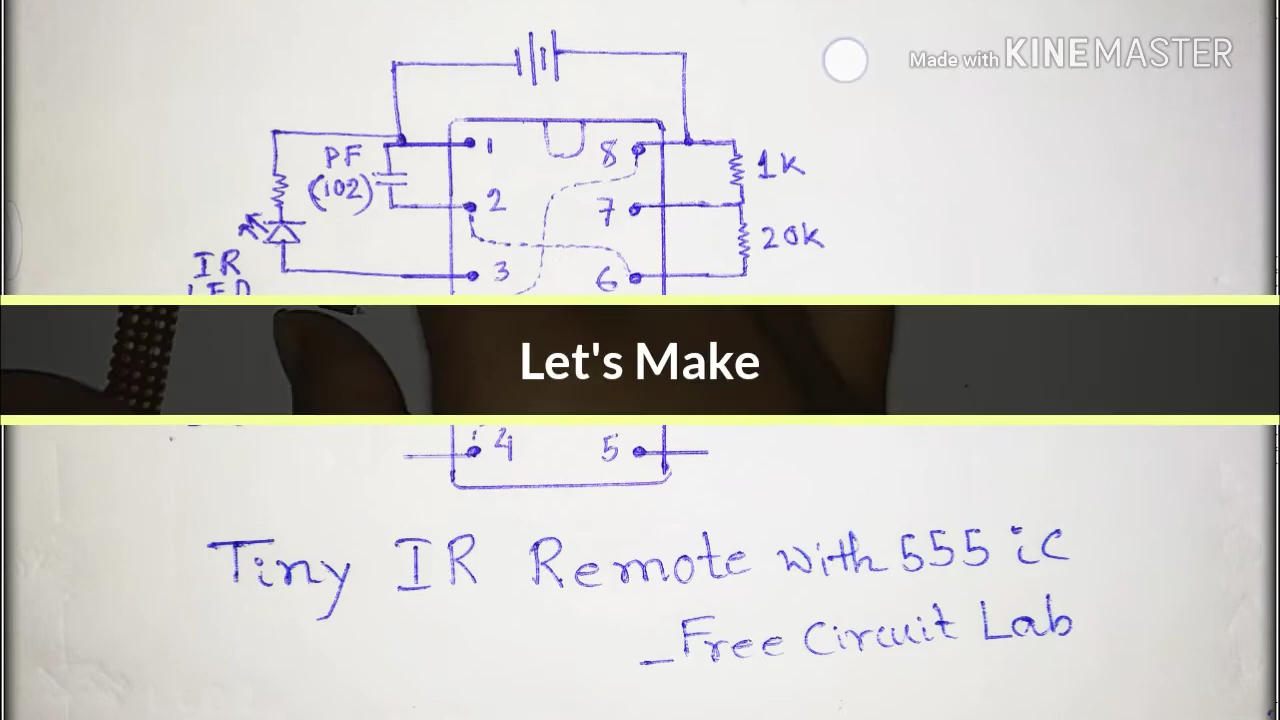 Made with KINEMASTER
1
PF
(102)
8
1K
2
7
20K
IR
LED
3
6
Let's Make
4
5
Tiny IR Remote with 555 iC
_Free Circuit Lab